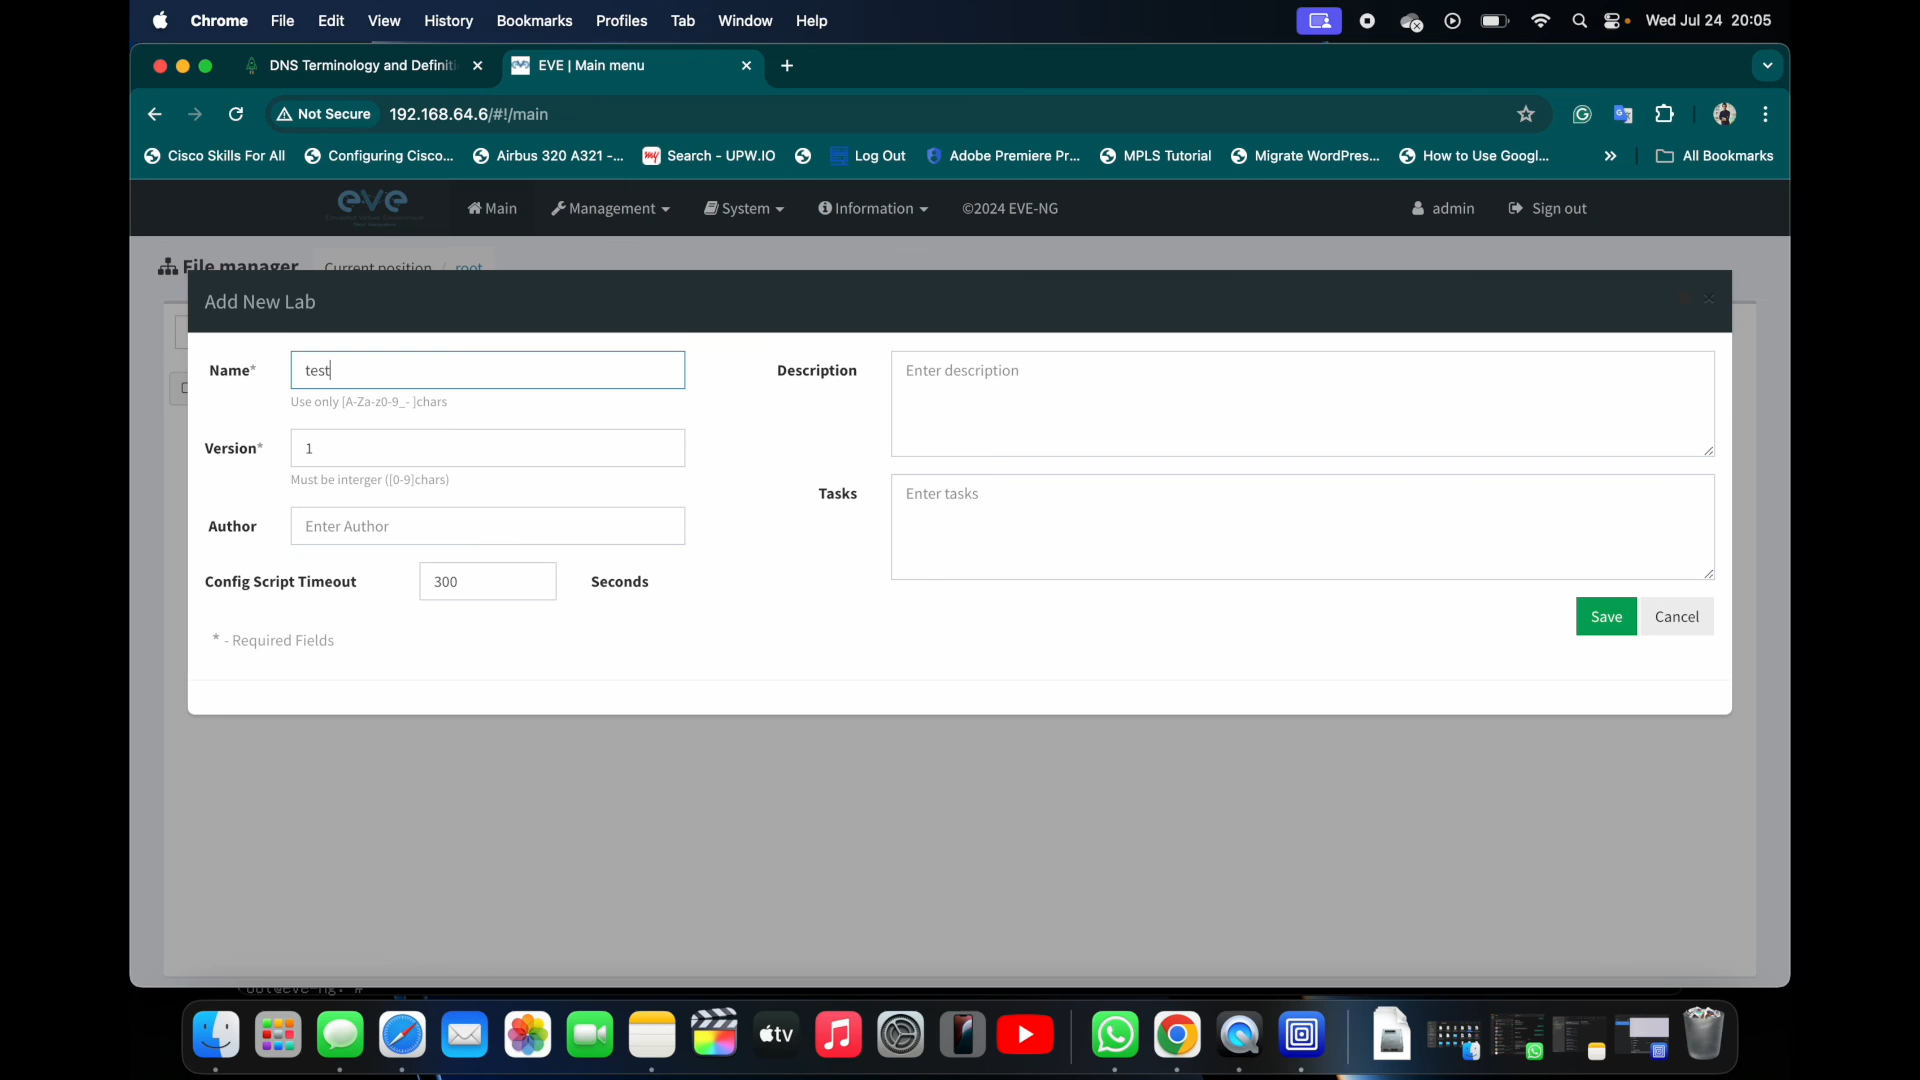 Chrome File Edit View History Bookmarks Profiles Tab Window Help Wed Jul 24 20:05
DNS Terminology and Definiti EVE | Main menu
Not Secure 192.168.64.6/#!/main
Cisco Skills For All Configuring Cisco... Airbus 320 A321 -... my Search - UPW.IO Log Out Adobe Premiere Pr... MPLS Tutorial Migrate WordPres... How to Use Googl... » All Bookmarks
eve Main Management System Information ©2024 EVE-NG admin Sign out
File manager Current position / root
Add New Lab ×
Name* test Description Enter description
Use only [A-Za-z0-9_- ]chars
Version* 1
Must be interger ([0-9]chars)
Tasks Enter tasks
Author Enter Author
Config Script Timeout 300 Seconds
Save Cancel
* - Required Fields
tv